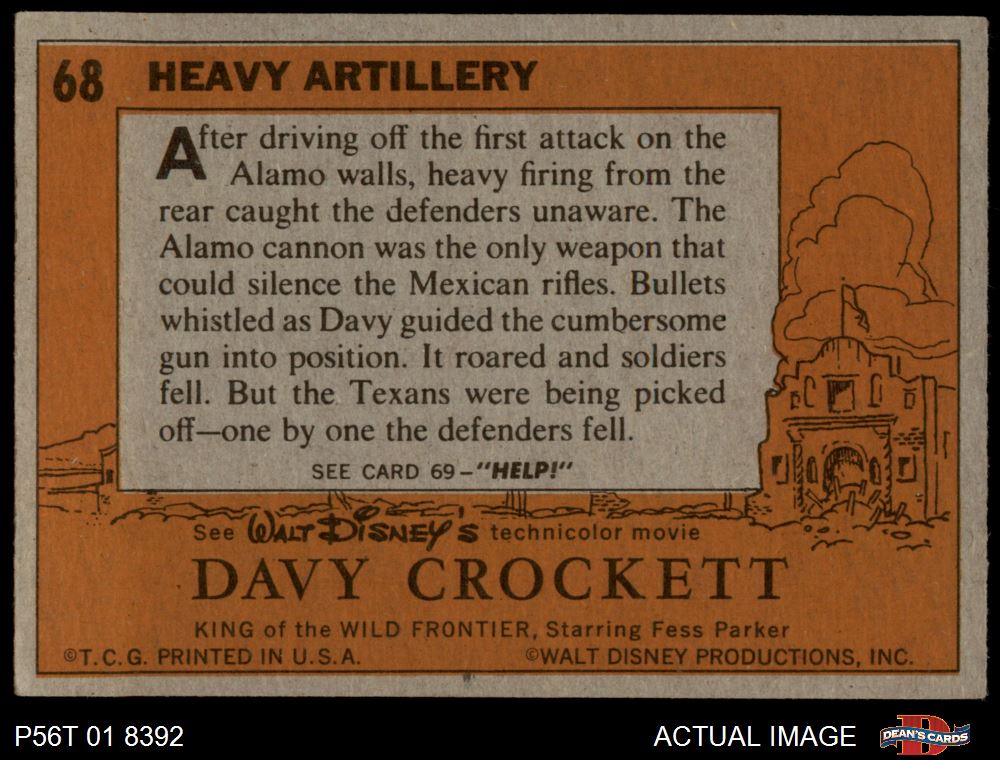 68 HEAVY ARTILLERY
After driving off the first attack on the
Alamo walls, heavy firing from the
rear caught the defenders unaware. The
Alamo cannon was the only weapon that
could silence the Mexican rifles. Bullets
whistled as Davy guided the cumbersome
gun into position. It roared and soldiers
fell. But the Texans were being picked
off—one by one the defenders fell.
SEE CARD 69–"HELP!"
See WALT DISNEY'S technicolor movie
DAVY CROCKETT
KING of the WILD FRONTIER, Starring Fess Parker
©T.C.G. PRINTED IN U.S.A. ©WALT DISNEY PRODUCTIONS, INC.
P56T 01 8392 ACTUAL IMAGE D DEAN'S CARDS